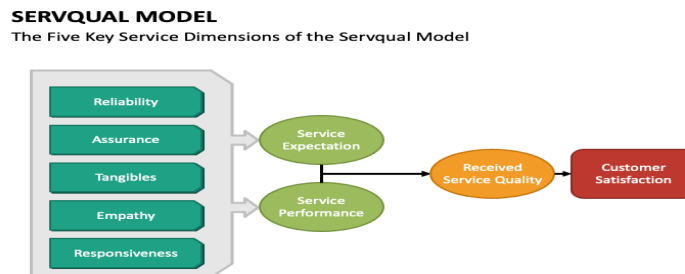 SERVQUAL MODEL
The Five Key Service Dimensions of the Servqual Model
Reliability
Assurance
Tangibles
Empathy
Responsiveness
Service
Expectation
Service
Performance
Received
Service Quality
Customer
Satisfaction